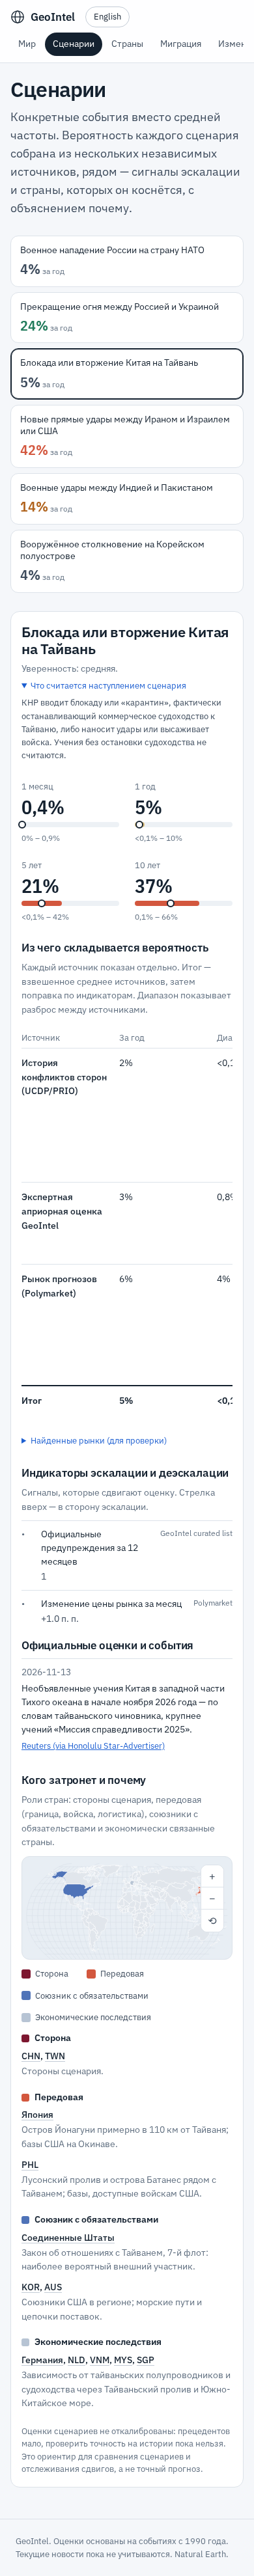 GeoIntel English
Мир Сценарии Страны Миграция Измен
Сценарии
Конкретные события вместо средней
частоты. Вероятность каждого сценария
собрана из нескольких независимых
источников, рядом — сигналы эскалации
и страны, которых он коснётся, с
объяснением почему.
Военное нападение России на страну НАТО
4% за год
Прекращение огня между Россией и Украиной
24% за год
Блокада или вторжение Китая на Тайвань
5% за год
Новые прямые удары между Ираном и Израилем
или США
42% за год
Военные удары между Индией и Пакистаном
14% за год
Вооружённое столкновение на Корейском
полуострове
4% за год
Блокада или вторжение Китая
на Тайвань
Уверенность: средняя.
▼ Что считается наступлением сценария
КНР вводит блокаду или «карантин», фактически
останавливающий коммерческое судоходство к
Тайваню, либо наносит удары или высаживает
войска. Учения без остановки судоходства не
считаются.
1 месяц 1 год
0,4% 5%
0% – 0,9% <0,1% – 10%
5 лет 10 лет
21% 37%
<0,1% – 42% 0,1% – 66%
Из чего складывается вероятность
Каждый источник показан отдельно. Итог —
взвешенное среднее источников, затем
поправка по индикаторам. Диапазон показывает
разброс между источниками.
Источник За год Диа
История 2% <0,1
конфликтов сторон
(UCDP/PRIO)
Экспертная 3% 0,8%
априорная оценка
GeoIntel
Рынок прогнозов 6% 4%
(Polymarket)
Итог 5% <0,1
▶ Найденные рынки (для проверки)
Индикаторы эскалации и деэскалации
Сигналы, которые сдвигают оценку. Стрелка
вверх — в сторону эскалации.
· Официальные GeoIntel curated list
предупреждения за 12
месяцев
1
· Изменение цены рынка за месяц Polymarket
+1.0 п. п.
Официальные оценки и события
2026-11-13
Необъявленные учения Китая в западной части
Тихого океана в начале ноября 2026 года — по
словам тайваньского чиновника, крупнее
учений «Миссия справедливости 2025».
Reuters (via Honolulu Star-Advertiser)
Кого затронет и почему
Роли стран: стороны сценария, передовая
(граница, войска, логистика), союзники с
обязательствами и экономически связанные
страны.
+
−
⟲
Сторона Передовая
Союзник с обязательствами
Экономические последствия
Сторона
CHN, TWN
Стороны сценария.
Передовая
Япония
Остров Йонагуни примерно в 110 км от Тайваня;
базы США на Окинаве.
PHL
Лусонский пролив и острова Батанес рядом с
Тайванем; базы, доступные войскам США.
Союзник с обязательствами
Соединенные Штаты
Закон об отношениях с Тайванем, 7-й флот:
наиболее вероятный внешний участник.
KOR, AUS
Союзники США в регионе; морские пути и
цепочки поставок.
Экономические последствия
Германия, NLD, VNM, MYS, SGP
Зависимость от тайваньских полупроводников и
судоходства через Тайваньский пролив и Южно-
Китайское море.
Оценки сценариев не откалиброваны: прецедентов
мало, проверить точность на истории пока нельзя.
Это ориентир для сравнения сценариев и
отслеживания сдвигов, а не точный прогноз.
GeoIntel. Оценки основаны на событиях с 1990 года.
Текущие новости пока не учитываются. Natural Earth.